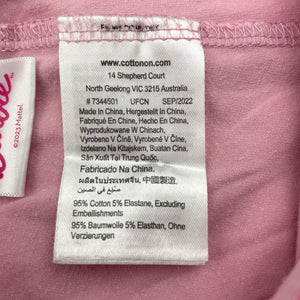 www.cottonon.com
14 Shepherd Court
North Geelong VIC 3215 Australia
#7344501 UFCN SEP/2022
Made In China, Hergestellt In China,
Fabriqué En China, Hecho En China,
Wyprodukowane W Chinach,
Vyrobeno V Číně, Vyrobené V Číne,
Izdelano Na Kitajskem, Buatan Cina
Sản Xuất Tại Trung Quốc,
Fabricado Na China,
ผลิตในประเทศจีน, 中國製造
صنع في الصين
95% Cotton 5% Elastane, Excluding
Embellishments
95% Baumwolle 5% Elasthan, Ohne
Verzierungen
©2023 Mattel.